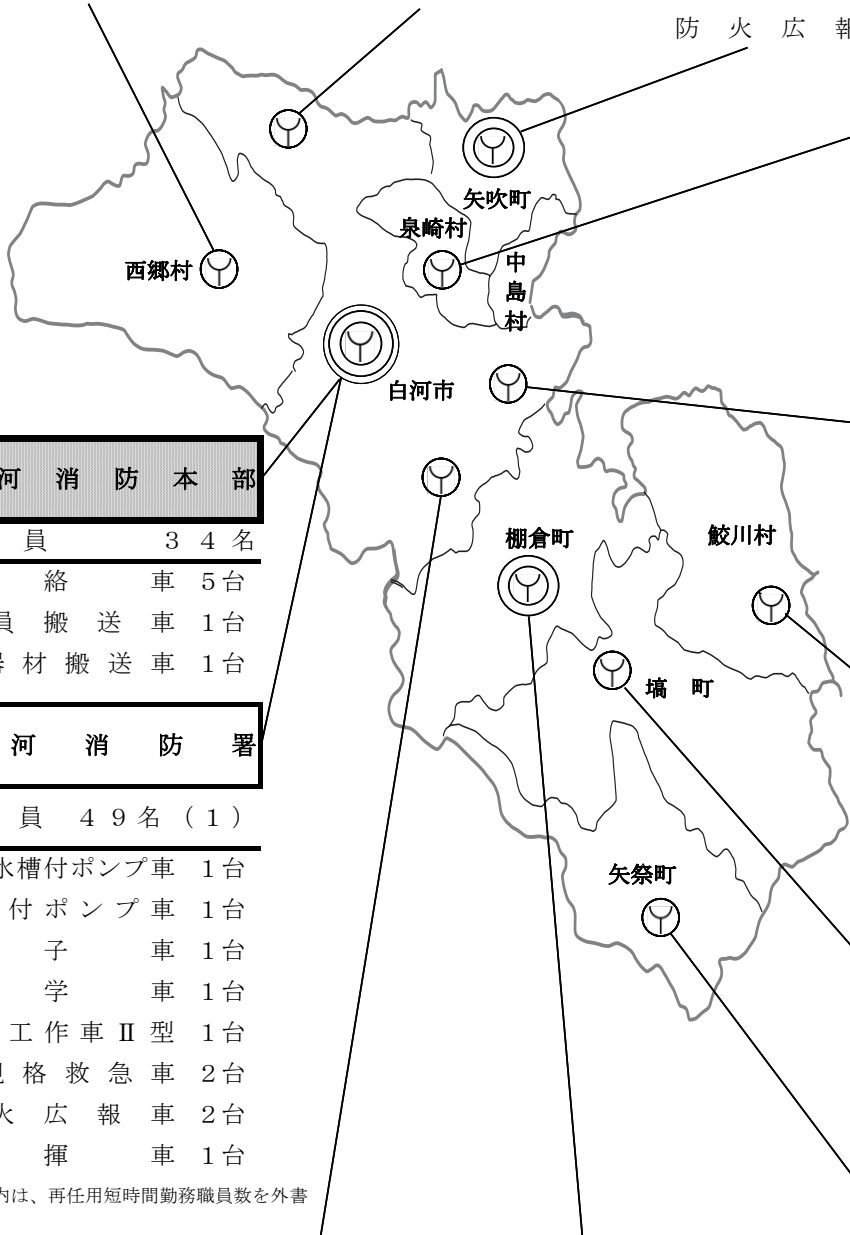 防火広報
矢吹町
泉崎村
中島村
西郷村
白河市
河消防本部
員 ３４名
絡車 ５台
員搬送車 １台
器材搬送車 １台
棚倉町
鮫川村
塙町
河消防署
員 ４９名（１）
水槽付ポンプ車 １台
付ポンプ車 １台
子車 １台
学車 １台
工作車Ⅱ型 １台
規格救急車 ２台
火広報車 ２台
揮車 １台
矢祭町
内は、再任用短時間勤務職員数を外書